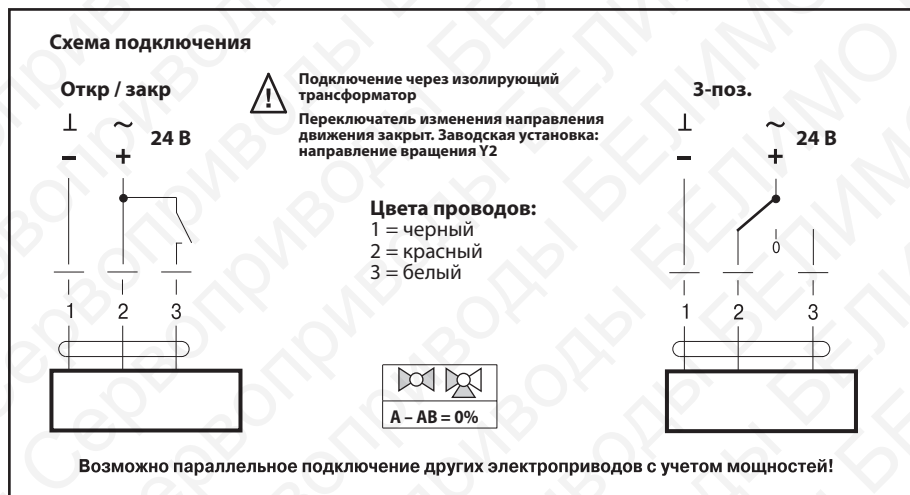 Схема подключения
Откр / закр
⊥ ~ 24 В
– +
1 2 3
Подключение через изолирующий
трансформатор
Переключатель изменения направления
движения закрыт. Заводская установка:
направление вращения Y2
Цвета проводов:
1 = черный
2 = красный
3 = белый
A – AB = 0%
3-поз.
⊥ ~ 24 В
– +
0
1 2 3
Возможно параллельное подключение других электроприводов с учетом мощностей!
Сервоприводы БЕЛИМО